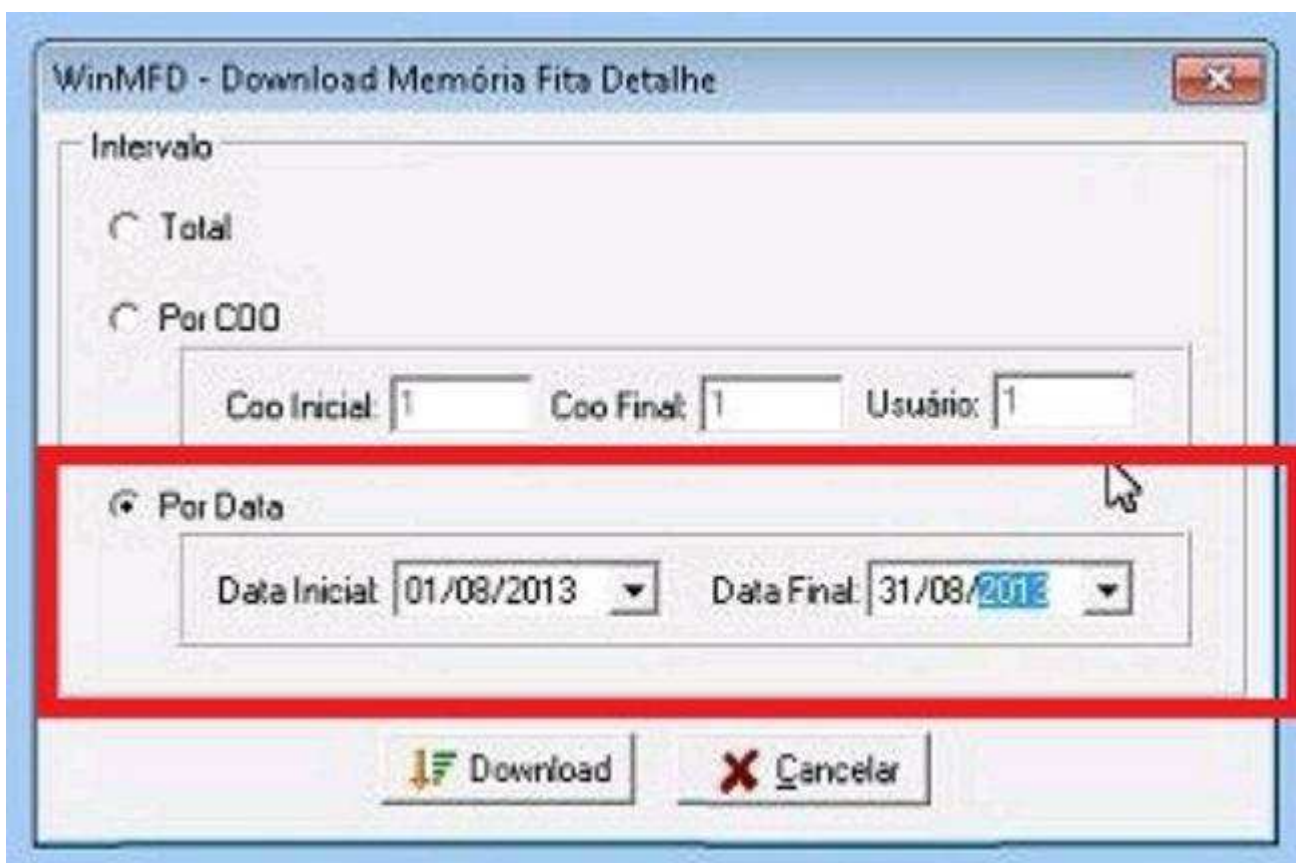 WinMFD - Download Memória Fita Detalhe
Intervalo
Total
Por COO
Coo Inicial: 1 Coo Final: 1 Usuário: 1
Por Data
Data Inicial: 01/08/2013 Data Final: 31/08/2013
Download Cancelar